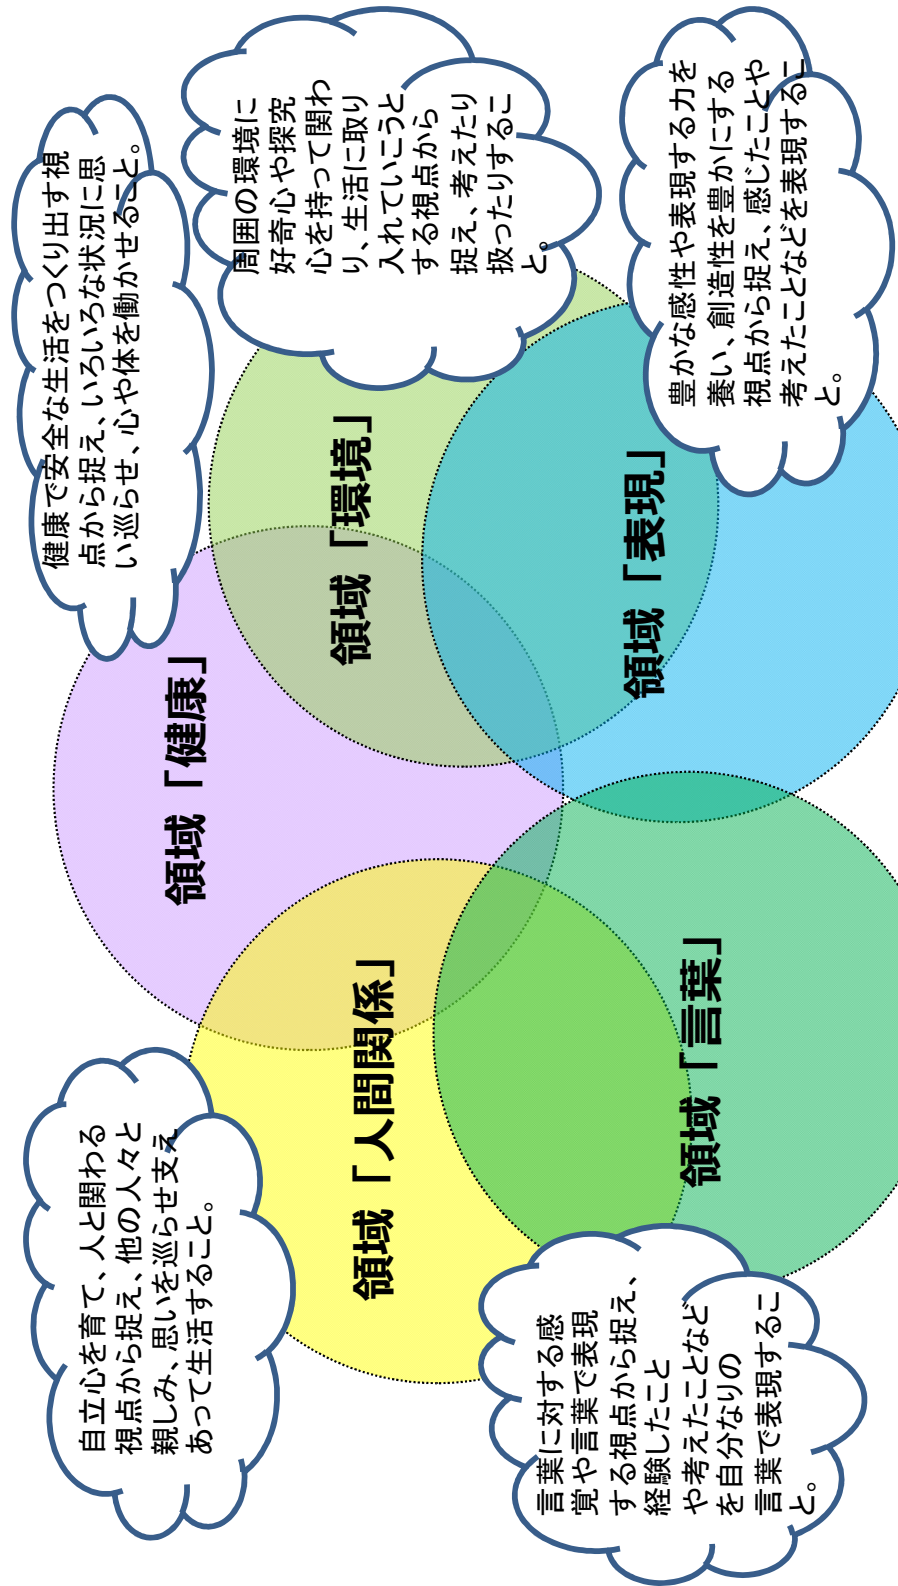 健康で安全な生活をつくり出す視
点から捉え、いろいろな状況に思
い巡らせ、心や体を働かせること。
周囲の環境に
好奇心や探究
心を持って関わ
り、生活に取り
入れていこうと
する視点から
捉え、考えたり
扱ったりするこ
と。
豊かな感性や表現する力を
養い、創造性を豊かにする
視点から捉え、感じたことや
考えたことなどを表現するこ
と。
自立心を育て、人と関わる
視点から捉え、他の人々と
親しみ、思いを巡らせ支え
あって生活すること。
言葉に対する感
覚や言葉で表現
する視点から捉え、
経験したこと
や考えたことなど
を自分なりの
言葉で表現するこ
と。
領域「健康」
領域「環境」
領域「人間関係」
領域「表現」
領域「言葉」